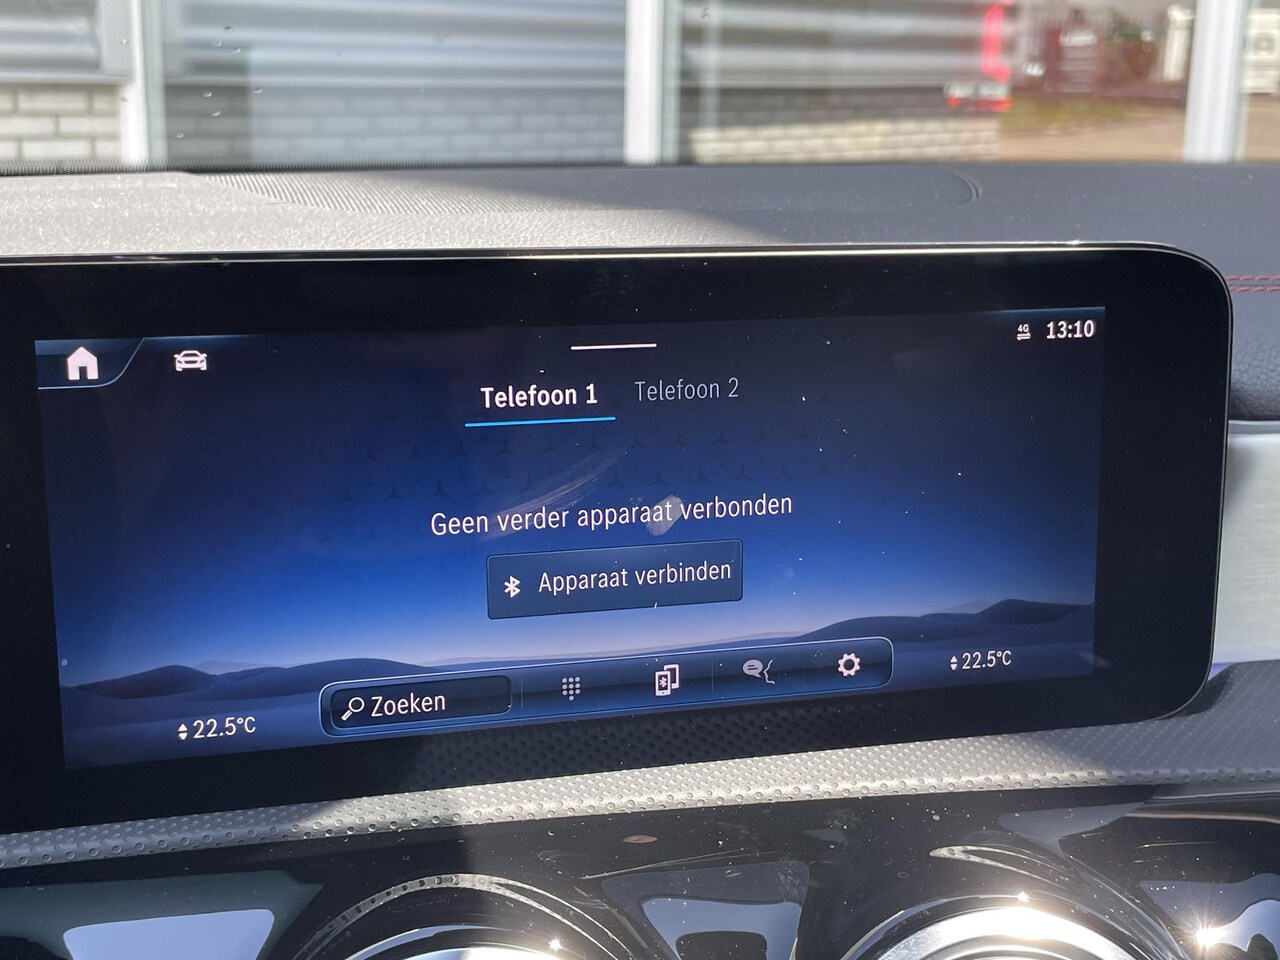 4G 13:10
Telefoon 1 Telefoon 2
Geen verder apparaat verbonden
Apparaat verbinden
Zoeken
22.5°C 22.5°C